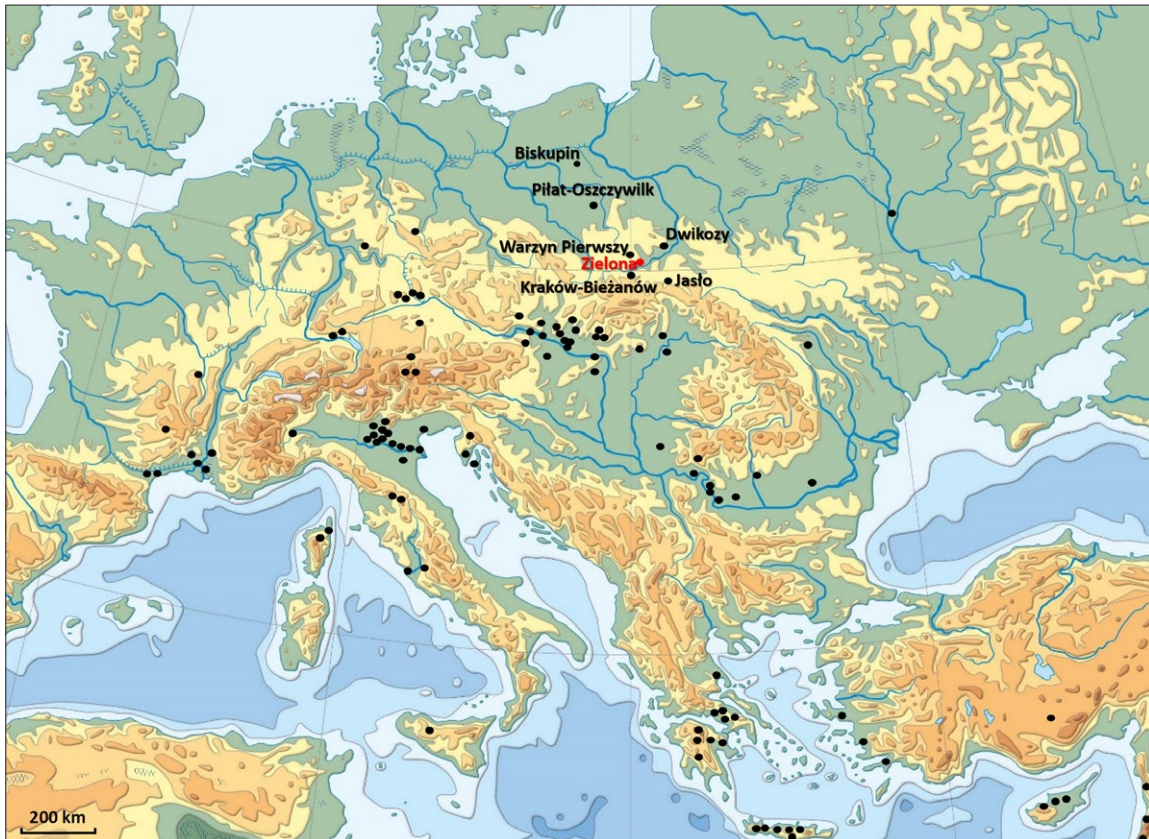 Biskupin
Piłat-Oszczywilk
Dwikozy
Warzyn Pierwszy
Zielona
Jasło
Kraków-Bieżanów
200 km